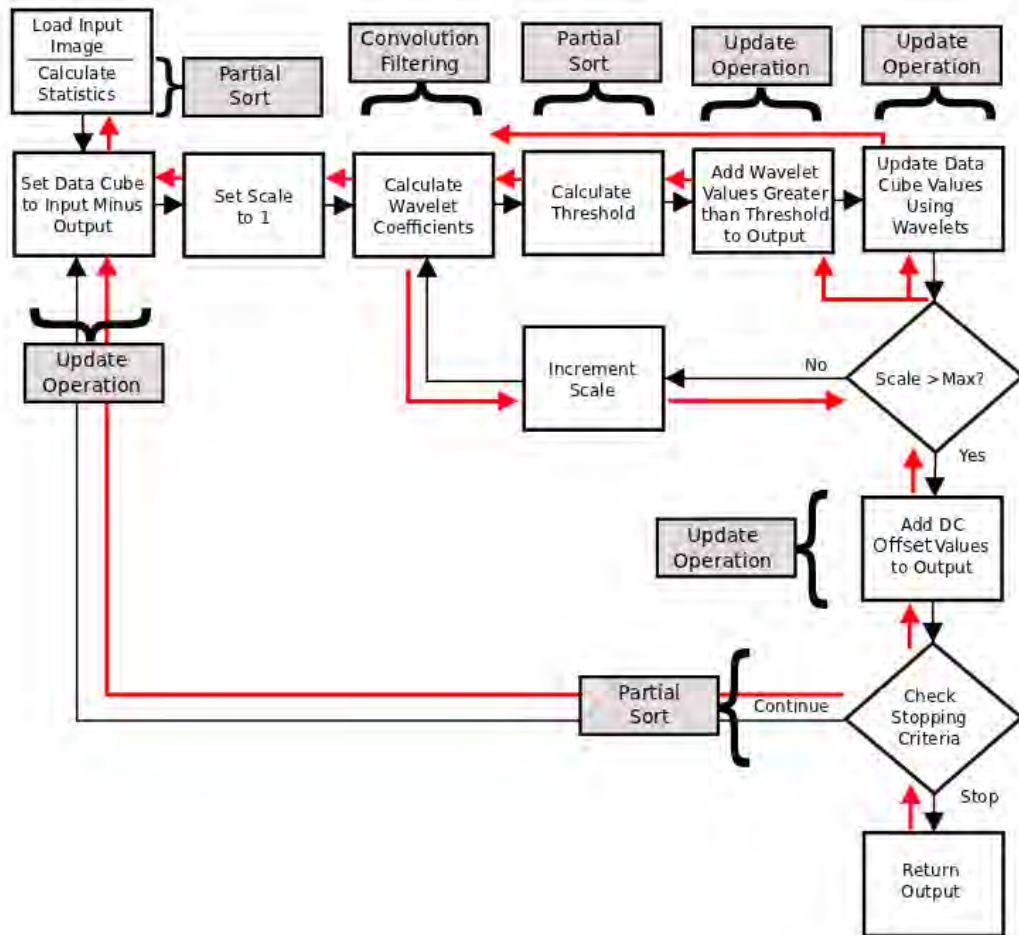 Load Input
Image
Calculate
Statistics
Partial
Sort
Convolution
Filtering
Partial
Sort
Update
Operation
Update
Operation
Set Data Cube
to Input Minus
Output
Set Scale
to 1
Calculate
Wavelet
Coefficients
Calculate
Threshold
Add Wavelet
Values Greater
than Threshold
to Output
Update Data
Cube Values
Using
Wavelets
Update
Operation
Increment
Scale
No
Scale > Max?
Yes
Update
Operation
Add DC
Offset Values
to Output
Partial
Sort
Continue
Check
Stopping
Criteria
Stop
Return
Output